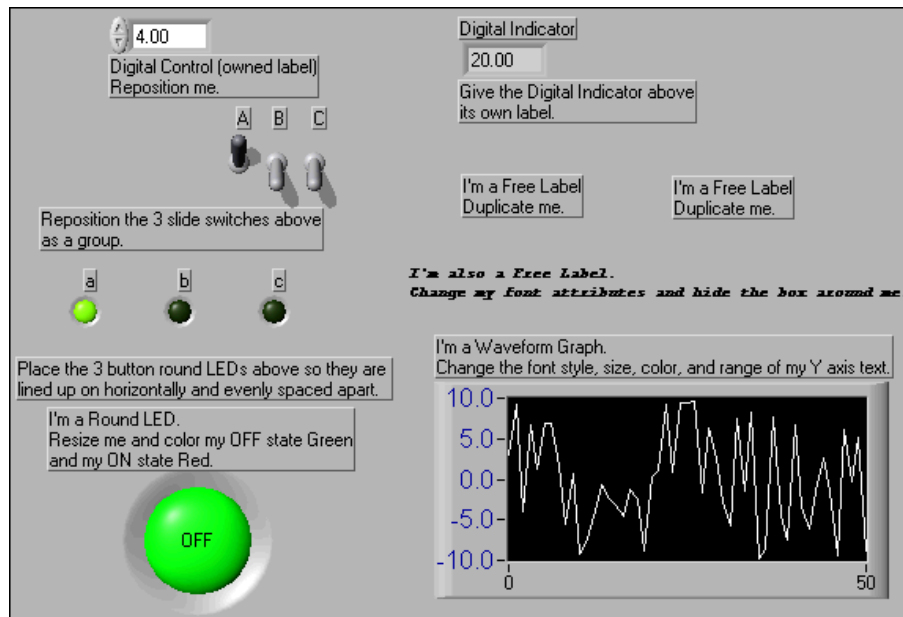 4.00
Digital Control (owned label)
Reposition me.
Digital Indicator
20.00
Give the Digital Indicator above
its own label.
A B C
Reposition the 3 slide switches above
as a group.
I'm a Free Label
Duplicate me.
I'm a Free Label
Duplicate me.
a b c
I'm also a Free Label.
Change my font attributes and hide the box around me
Place the 3 button round LEDs above so they are
lined up on horizontally and evenly spaced apart.
I'm a Round LED.
Resize me and color my OFF state Green
and my ON state Red.
OFF
I'm a Waveform Graph.
Change the font style, size, color, and range of my Y axis text.
10.0
5.0
0.0
-5.0
-10.0
0 50